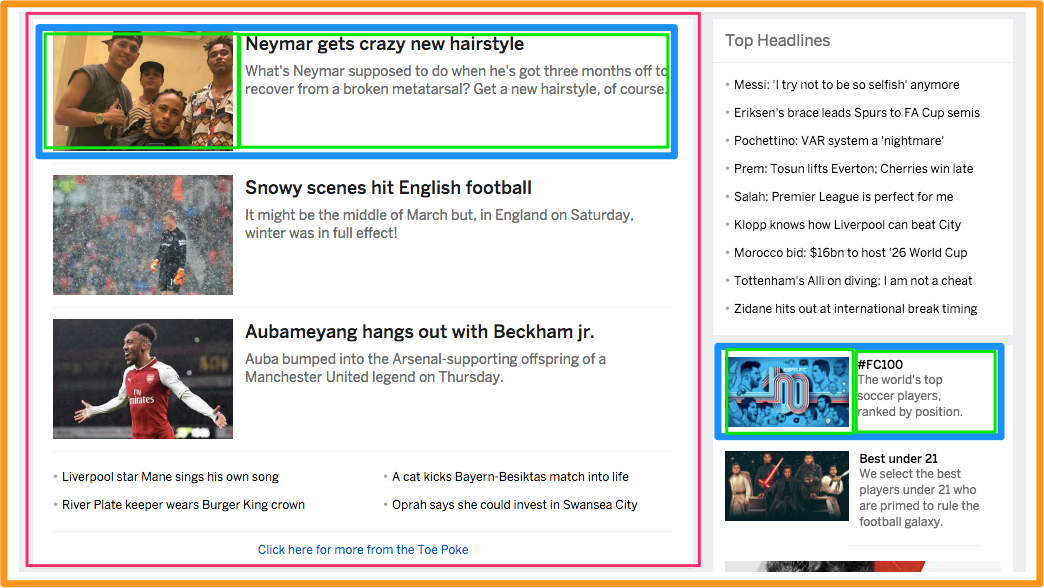 Neymar gets crazy new hairstyle
What's Neymar supposed to do when he's got three months off to
recover from a broken metatarsal? Get a new hairstyle, of course.
Snowy scenes hit English football
It might be the middle of March but, in England on Saturday,
winter was in full effect!
Aubameyang hangs out with Beckham jr.
Auba bumped into the Arsenal-supporting offspring of a
Manchester United legend on Thursday.
Fly
Emirates
• Liverpool star Mane sings his own song
• A cat kicks Bayern-Besiktas match into life
• River Plate keeper wears Burger King crown
• Oprah says she could invest in Swansea City
Click here for more from the Toe Poke
Top Headlines
• Messi: 'I try not to be so selfish' anymore
• Eriksen's brace leads Spurs to FA Cup semis
• Pochettino: VAR system a 'nightmare'
• Prem: Tosun lifts Everton; Cherries win late
• Salah: Premier League is perfect for me
• Klopp knows how Liverpool can beat City
• Morocco bid: $16bn to host '26 World Cup
• Tottenham's Alli on diving: I am not a cheat
• Zidane hits out at international break timing
ESPN FC
100
#FC100
The world's top
soccer players,
ranked by position.
Best under 21
We select the best
players under 21 who
are primed to rule the
football galaxy.